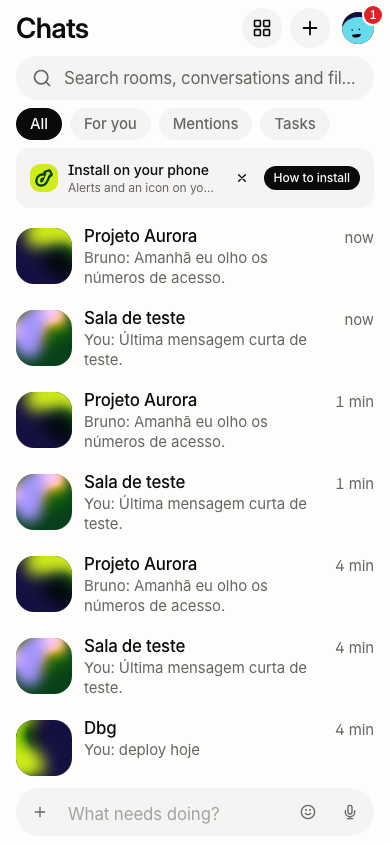 Chats
1
Search rooms, conversations and fil...
All
For you
Mentions
Tasks
Install on your phone
Alerts and an icon on yo...
How to install
Projeto Aurora
now
Bruno: Amanhã eu olho os
números de acesso.
Sala de teste
now
You: Última mensagem curta de
teste.
Projeto Aurora
1 min
Bruno: Amanhã eu olho os
números de acesso.
Sala de teste
1 min
You: Última mensagem curta de
teste.
Projeto Aurora
4 min
Bruno: Amanhã eu olho os
números de acesso.
Sala de teste
4 min
You: Última mensagem curta de
teste.
Dbg
4 min
You: deploy hoje
What needs doing?